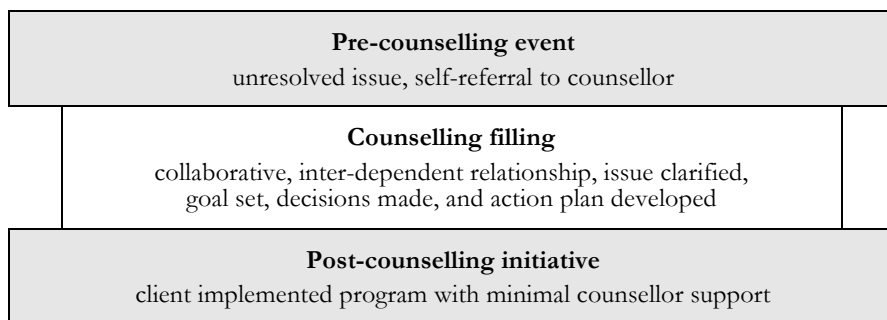 Pre-counselling event
unresolved issue, self-referral to counsellor
Counselling filling
collaborative, inter-dependent relationship, issue clarified,
goal set, decisions made, and action plan developed
Post-counselling initiative
client implemented program with minimal counsellor support